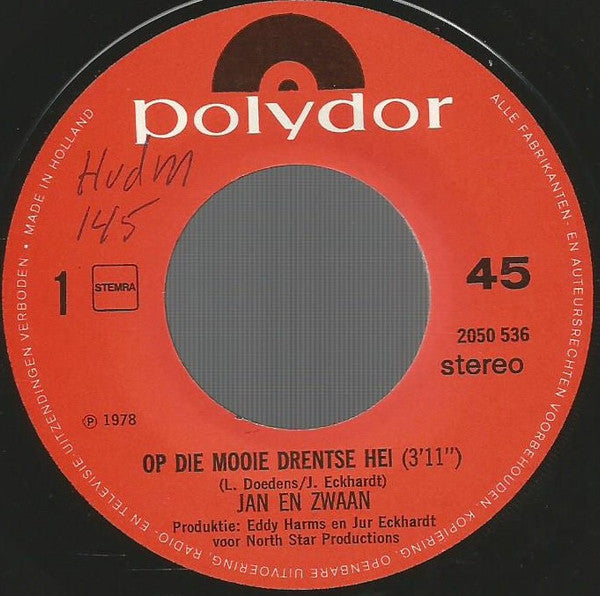 polydor
Hvdm
145
1
STEMRA
45
2050 536
stereo
℗ 1978
OP DIE MOOIE DRENTSE HEI (3'11")
(L. Doedens/J. Eckhardt)
JAN EN ZWAAN
Produktie: Eddy Harms en Jur Eckhardt
voor North Star Productions
ALLE FABRIKANTEN- EN AUTEURSRECHTEN VOORBEHOUDEN. KOPIËRING, OPENBARE UITVOERING, RADIO- EN TELEVISIE-UITZENDINGEN VERBODEN • MADE IN HOLLAND